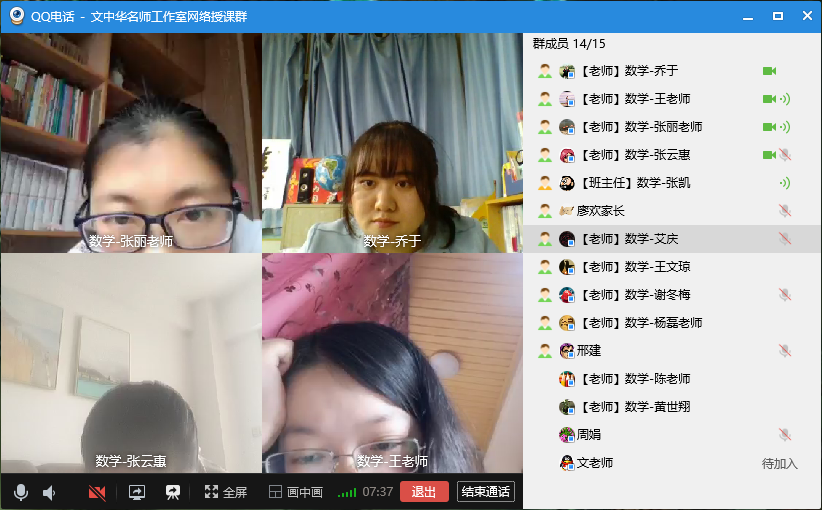 QQ电话 - 文中华名师工作室网络授课群
群成员 14/15
【老师】数学-乔于
【老师】数学-王老师
【老师】数学-张丽老师
【老师】数学-张云惠
【班主任】数学-张凯
廖欢家长
【老师】数学-艾庆
【老师】数学-王文琼
【老师】数学-谢冬梅
【老师】数学-杨磊老师
邢建
【老师】数学-陈老师
【老师】数学-黄世翔
周娟
文老师 待加入
数学-张丽老师
数学-乔于
数学-张云惠
数学-王老师
全屏 画中画 07:37 退出 结束通话